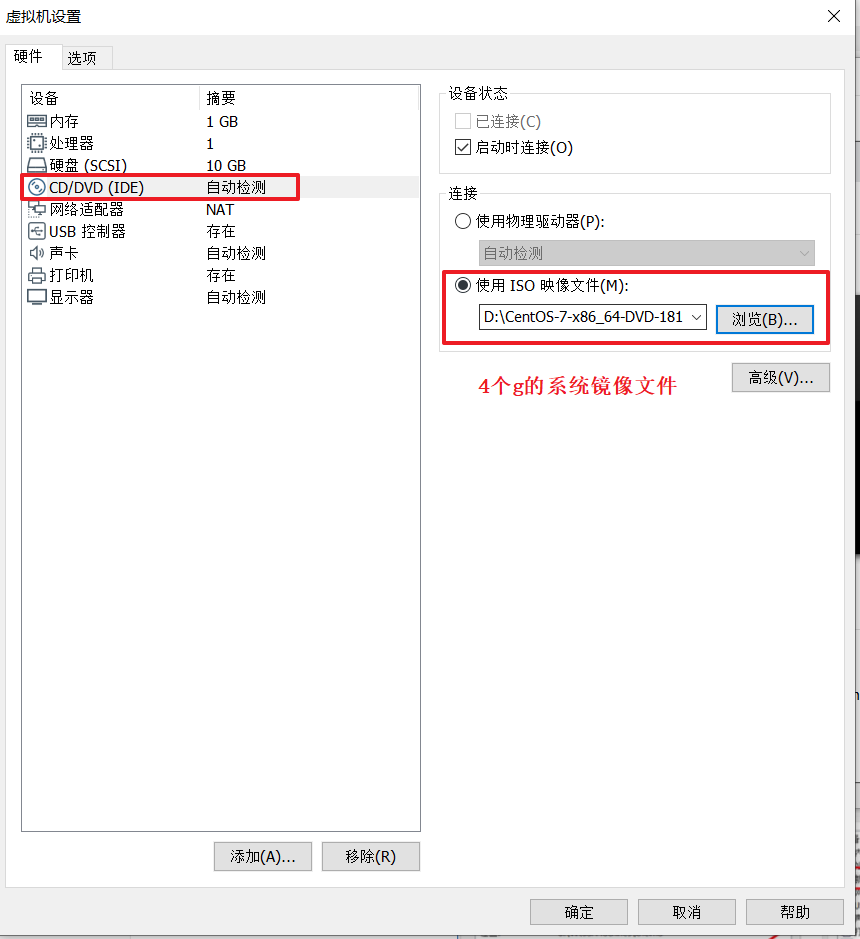 虚拟机设置
硬件 选项
设备 摘要
内存 1 GB
处理器 1
硬盘 (SCSI) 10 GB
CD/DVD (IDE) 自动检测
网络适配器 NAT
USB 控制器 存在
声卡 自动检测
打印机 存在
显示器 自动检测
添加(A)... 移除(R)
设备状态
已连接(C)
启动时连接(O)
连接
使用物理驱动器(P):
自动检测
使用 ISO 映像文件(M):
D:\CentOS-7-x86_64-DVD-181 浏览(B)...
4个g的系统镜像文件
高级(V)...
确定 取消 帮助